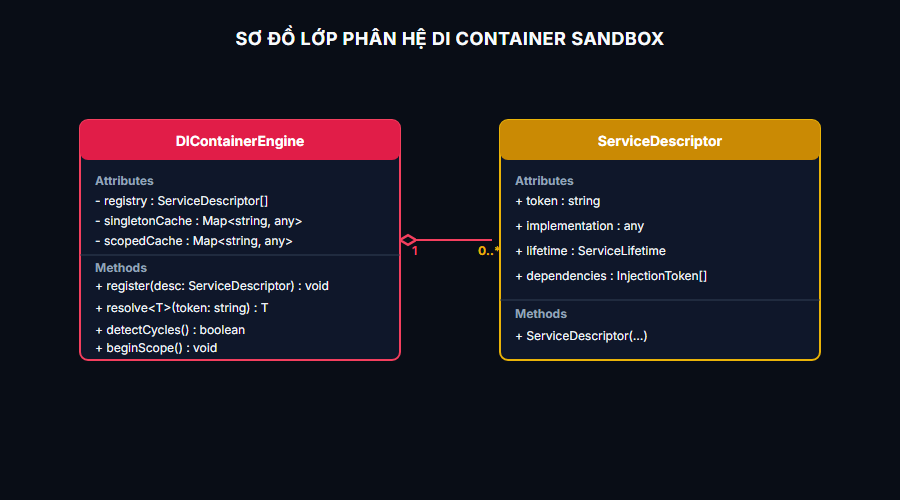 SƠ ĐỒ LỚP PHÂN HỆ DI CONTAINER SANDBOX
DIContainerEngine
Attributes
- registry : ServiceDescriptor[]
- singletonCache : Map<string, any>
- scopedCache : Map<string, any>
Methods
+ register(desc: ServiceDescriptor) : void
+ resolve<T>(token: string) : T
+ detectCycles() : boolean
+ beginScope() : void
1
0..*
ServiceDescriptor
Attributes
+ token : string
+ implementation : any
+ lifetime : ServiceLifetime
+ dependencies : InjectionToken[]
Methods
+ ServiceDescriptor(...)